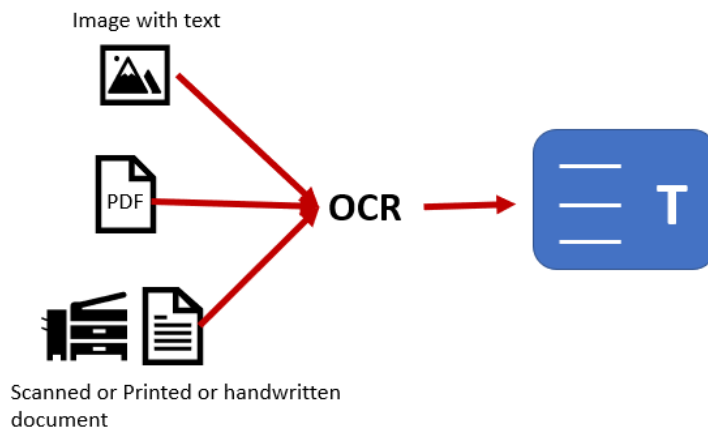 Image with text
PDF
OCR
T
Scanned or Printed or handwritten
document